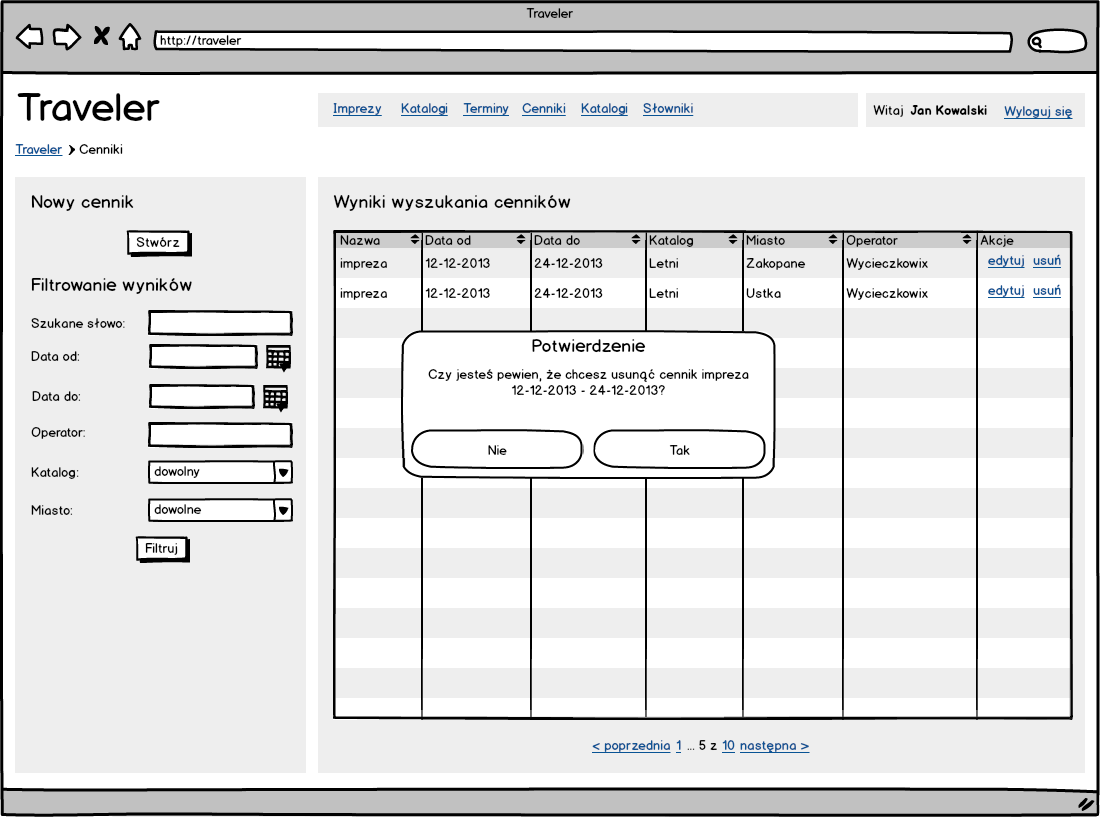 Traveler
http://traveler
Traveler
Imprezy Katalogi Terminy Cenniki Katalogi Słowniki
Witaj Jan Kowalski Wyloguj się
Traveler > Cenniki
Nowy cennik
Stwórz
Filtrowanie wyników
Szukane słowo:
Data od:
Data do:
Operator:
Katalog: dowolny
Miasto: dowolne
Filtruj
Wyniki wyszukania cenników
Nazwa Data od Data do Katalog Miasto Operator Akcje
impreza 12-12-2013 24-12-2013 Letni Zakopane Wycieczkowix edytuj usuń
impreza 12-12-2013 24-12-2013 Letni Ustka Wycieczkowix edytuj usuń
Potwierdzenie
Czy jesteś pewien, że chcesz usunąć cennik impreza
12-12-2013 - 24-12-2013?
Nie Tak
< poprzednia 1 ... 5 z 10 następna >